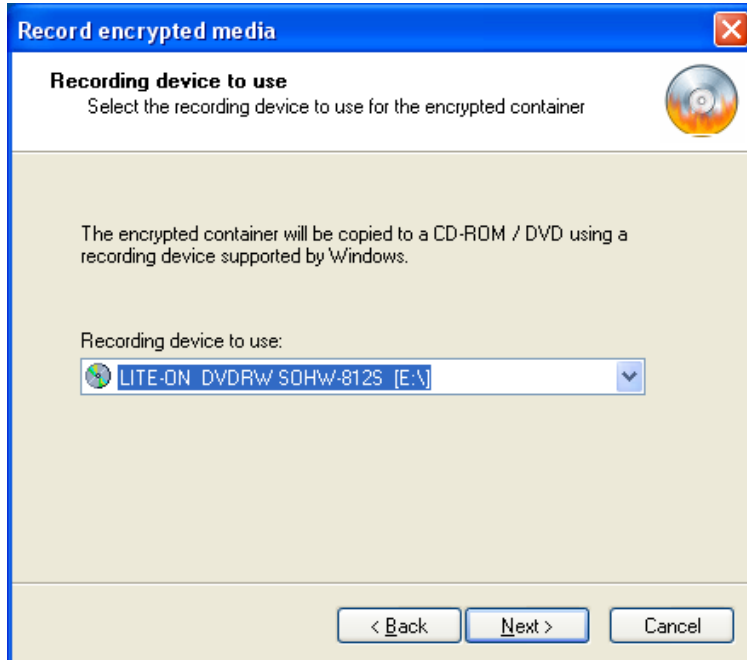 Record encrypted media
Recording device to use
Select the recording device to use for the encrypted container
The encrypted container will be copied to a CD-ROM / DVD using a
recording device supported by Windows.
Recording device to use:
LITE-ON DVDRW SOHW-812S [E:\]
< Back Next > Cancel